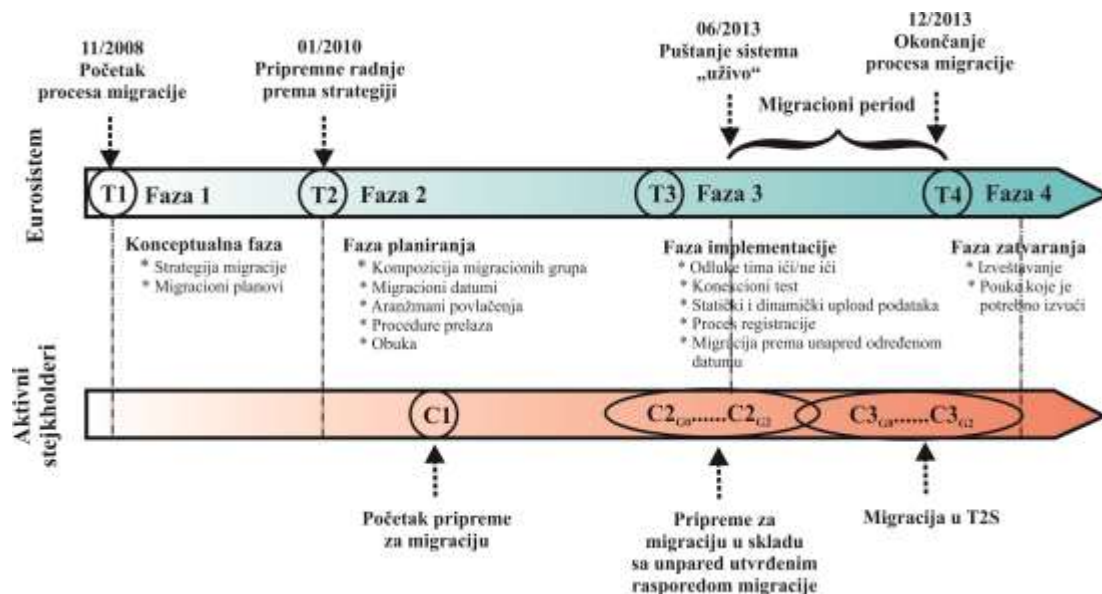 11/2008
Početak
procesa migracije
01/2010
Pripremne radnje
prema strategiji
06/2013
Puštanje sistema
„uživo“
12/2013
Okončanje
procesa migracije
Migracioni period
Eurosistem
T1 Faza 1
T2 Faza 2
T3 Faza 3
T4 Faza 4
Konceptualna faza
* Strategija migracije
* Migracioni planovi
Faza planiranja
* Kompozicija migracionih grupa
* Migracioni datumi
* Aranžmani povlačenja
* Procedure prelaza
* Obuka
Faza implementacije
* Odluke tima ići/ne ići
* Konekcioni test
* Statički i dinamički upload podataka
* Proces registracije
* Migracija prema unapred određenom
datumu
Faza zatvaranja
* Izveštavanje
* Pouke koje je
potrebno izvući
Aktivni
stejkholderi
C1
C2G0......C2G2
C3G0......C3G2
Početak pripreme
za migraciju
Pripreme za
migraciju u skladu
sa unpared utvrđenim
rasporedom migracije
Migracija u T2S